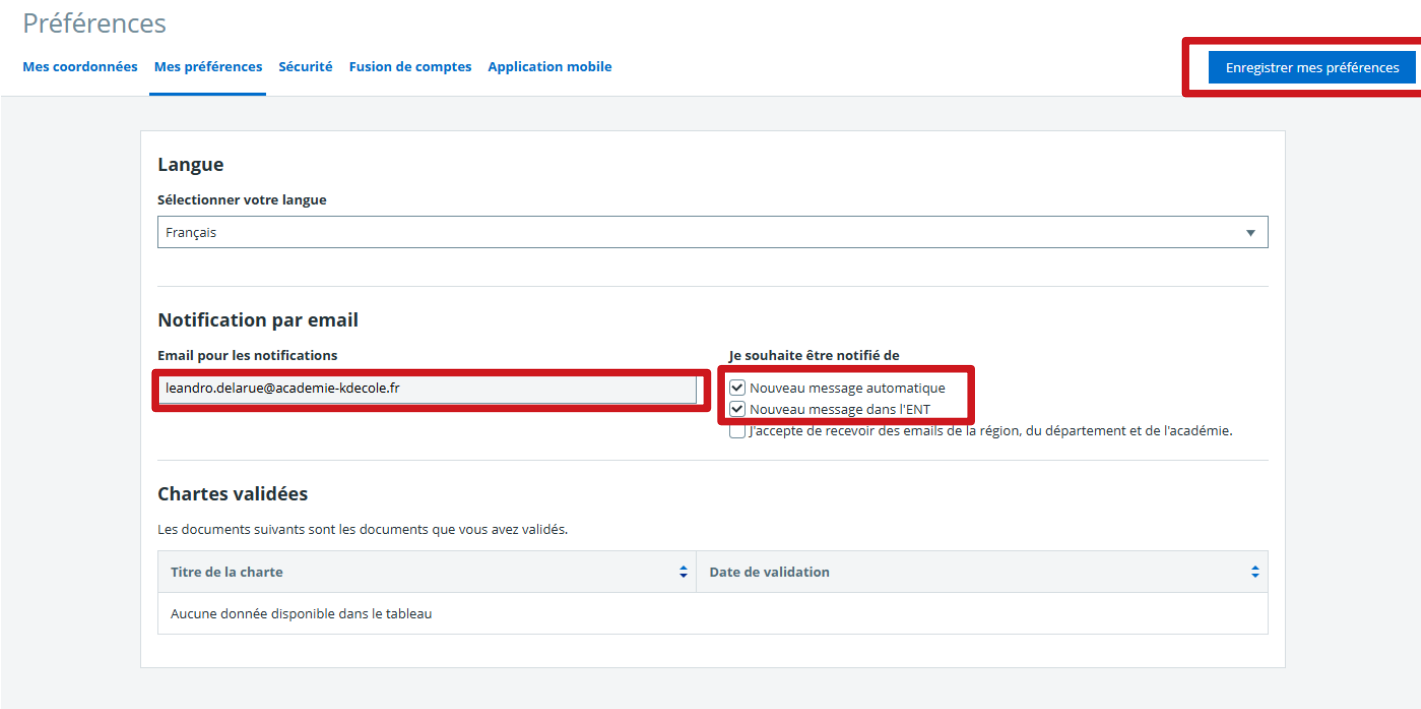 Préférences
Mes coordonnées Mes préférences Sécurité Fusion de comptes Application mobile
Enregistrer mes préférences
Langue
Sélectionner votre langue
Français
Notification par email
Email pour les notifications
leandro.delarue@academie-kdecole.fr
Je souhaite être notifié de
Nouveau message automatique
Nouveau message dans l'ENT
J'accepte de recevoir des emails de la région, du département et de l'académie.
Chartes validées
Les documents suivants sont les documents que vous avez validés.
Titre de la charte
Date de validation
Aucune donnée disponible dans le tableau